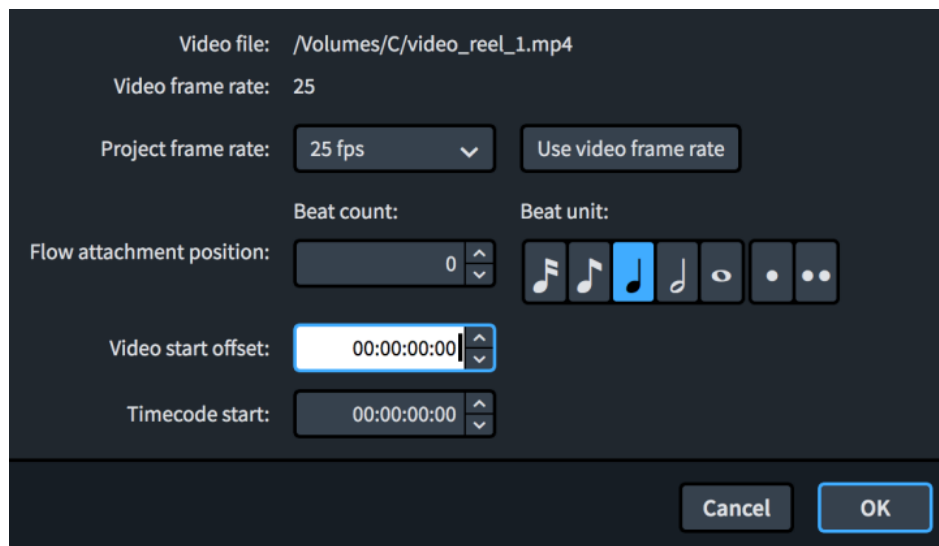 Video file: /Volumes/C/video_reel_1.mp4
Video frame rate: 25
Project frame rate: 25 fps Use video frame rate
Beat count: Beat unit:
Flow attachment position: 0
Video start offset: 00:00:00:00
Timecode start: 00:00:00:00
Cancel OK